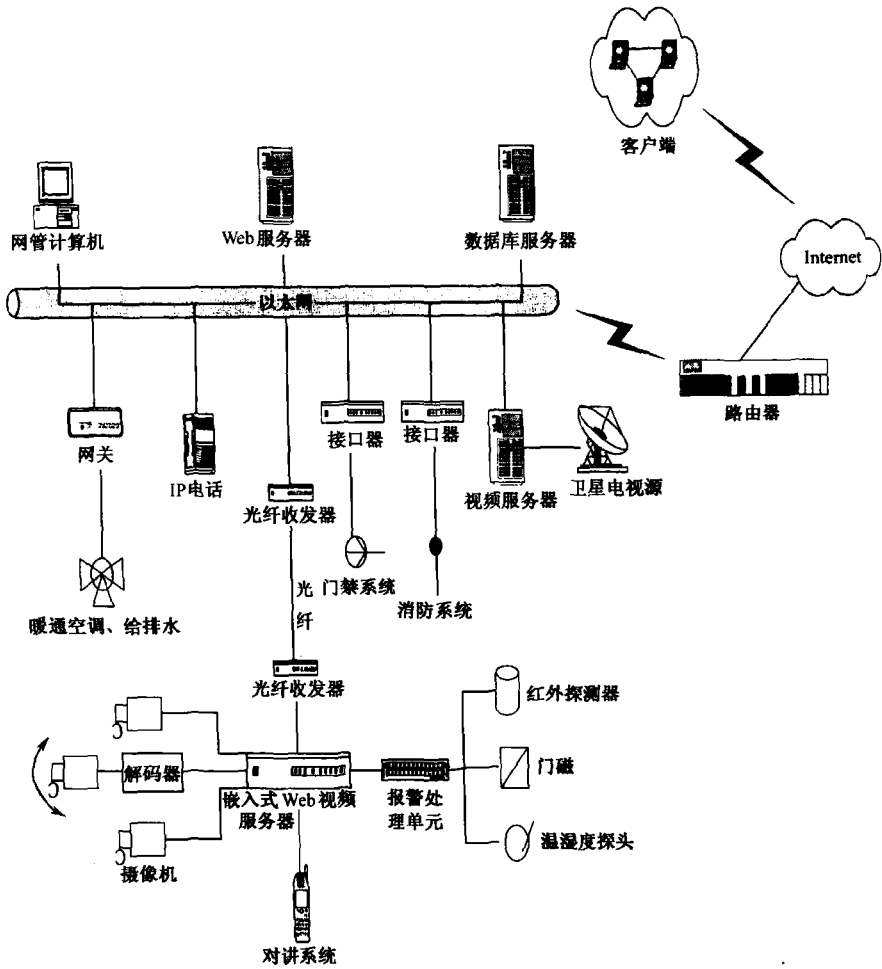 客户端
网管计算机
Web服务器
数据库服务器
Internet
以太网
路由器
网关
IP电话
接口器
接口器
视频服务器
卫星电视源
光纤收发器
光
纤
门禁系统
消防系统
暖通空调、给排水
光纤收发器
红外探测器
解码器
嵌入式Web视频
服务器
报警处
理单元
门磁
温湿度探头
摄像机
对讲系统